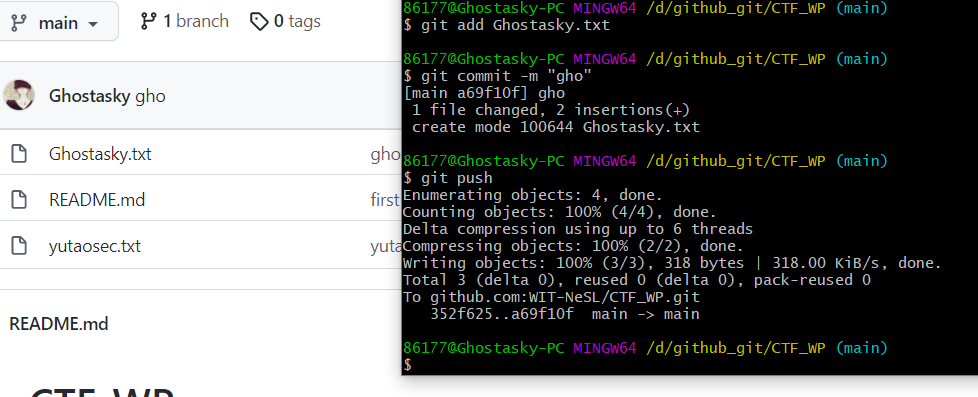 main
1 branch
0 tags
Ghostasky gho
Ghostasky.txt
gho
README.md
first
yutaosec.txt
yuta
README.md
CTF_WP
86177@Ghostasky-PC MINGW64 /d/github_git/CTF_WP (main)
$ git add Ghostasky.txt
86177@Ghostasky-PC MINGW64 /d/github_git/CTF_WP (main)
$ git commit -m "gho"
[main a69f10f] gho
1 file changed, 2 insertions(+)
create mode 100644 Ghostasky.txt
86177@Ghostasky-PC MINGW64 /d/github_git/CTF_WP (main)
$ git push
Enumerating objects: 4, done.
Counting objects: 100% (4/4), done.
Delta compression using up to 6 threads
Compressing objects: 100% (2/2), done.
Writing objects: 100% (3/3), 318 bytes | 318.00 KiB/s, done.
Total 3 (delta 0), reused 0 (delta 0), pack-reused 0
To github.com:WIT-NeSL/CTF_WP.git
352f625..a69f10f main -> main
86177@Ghostasky-PC MINGW64 /d/github_git/CTF_WP (main)
$